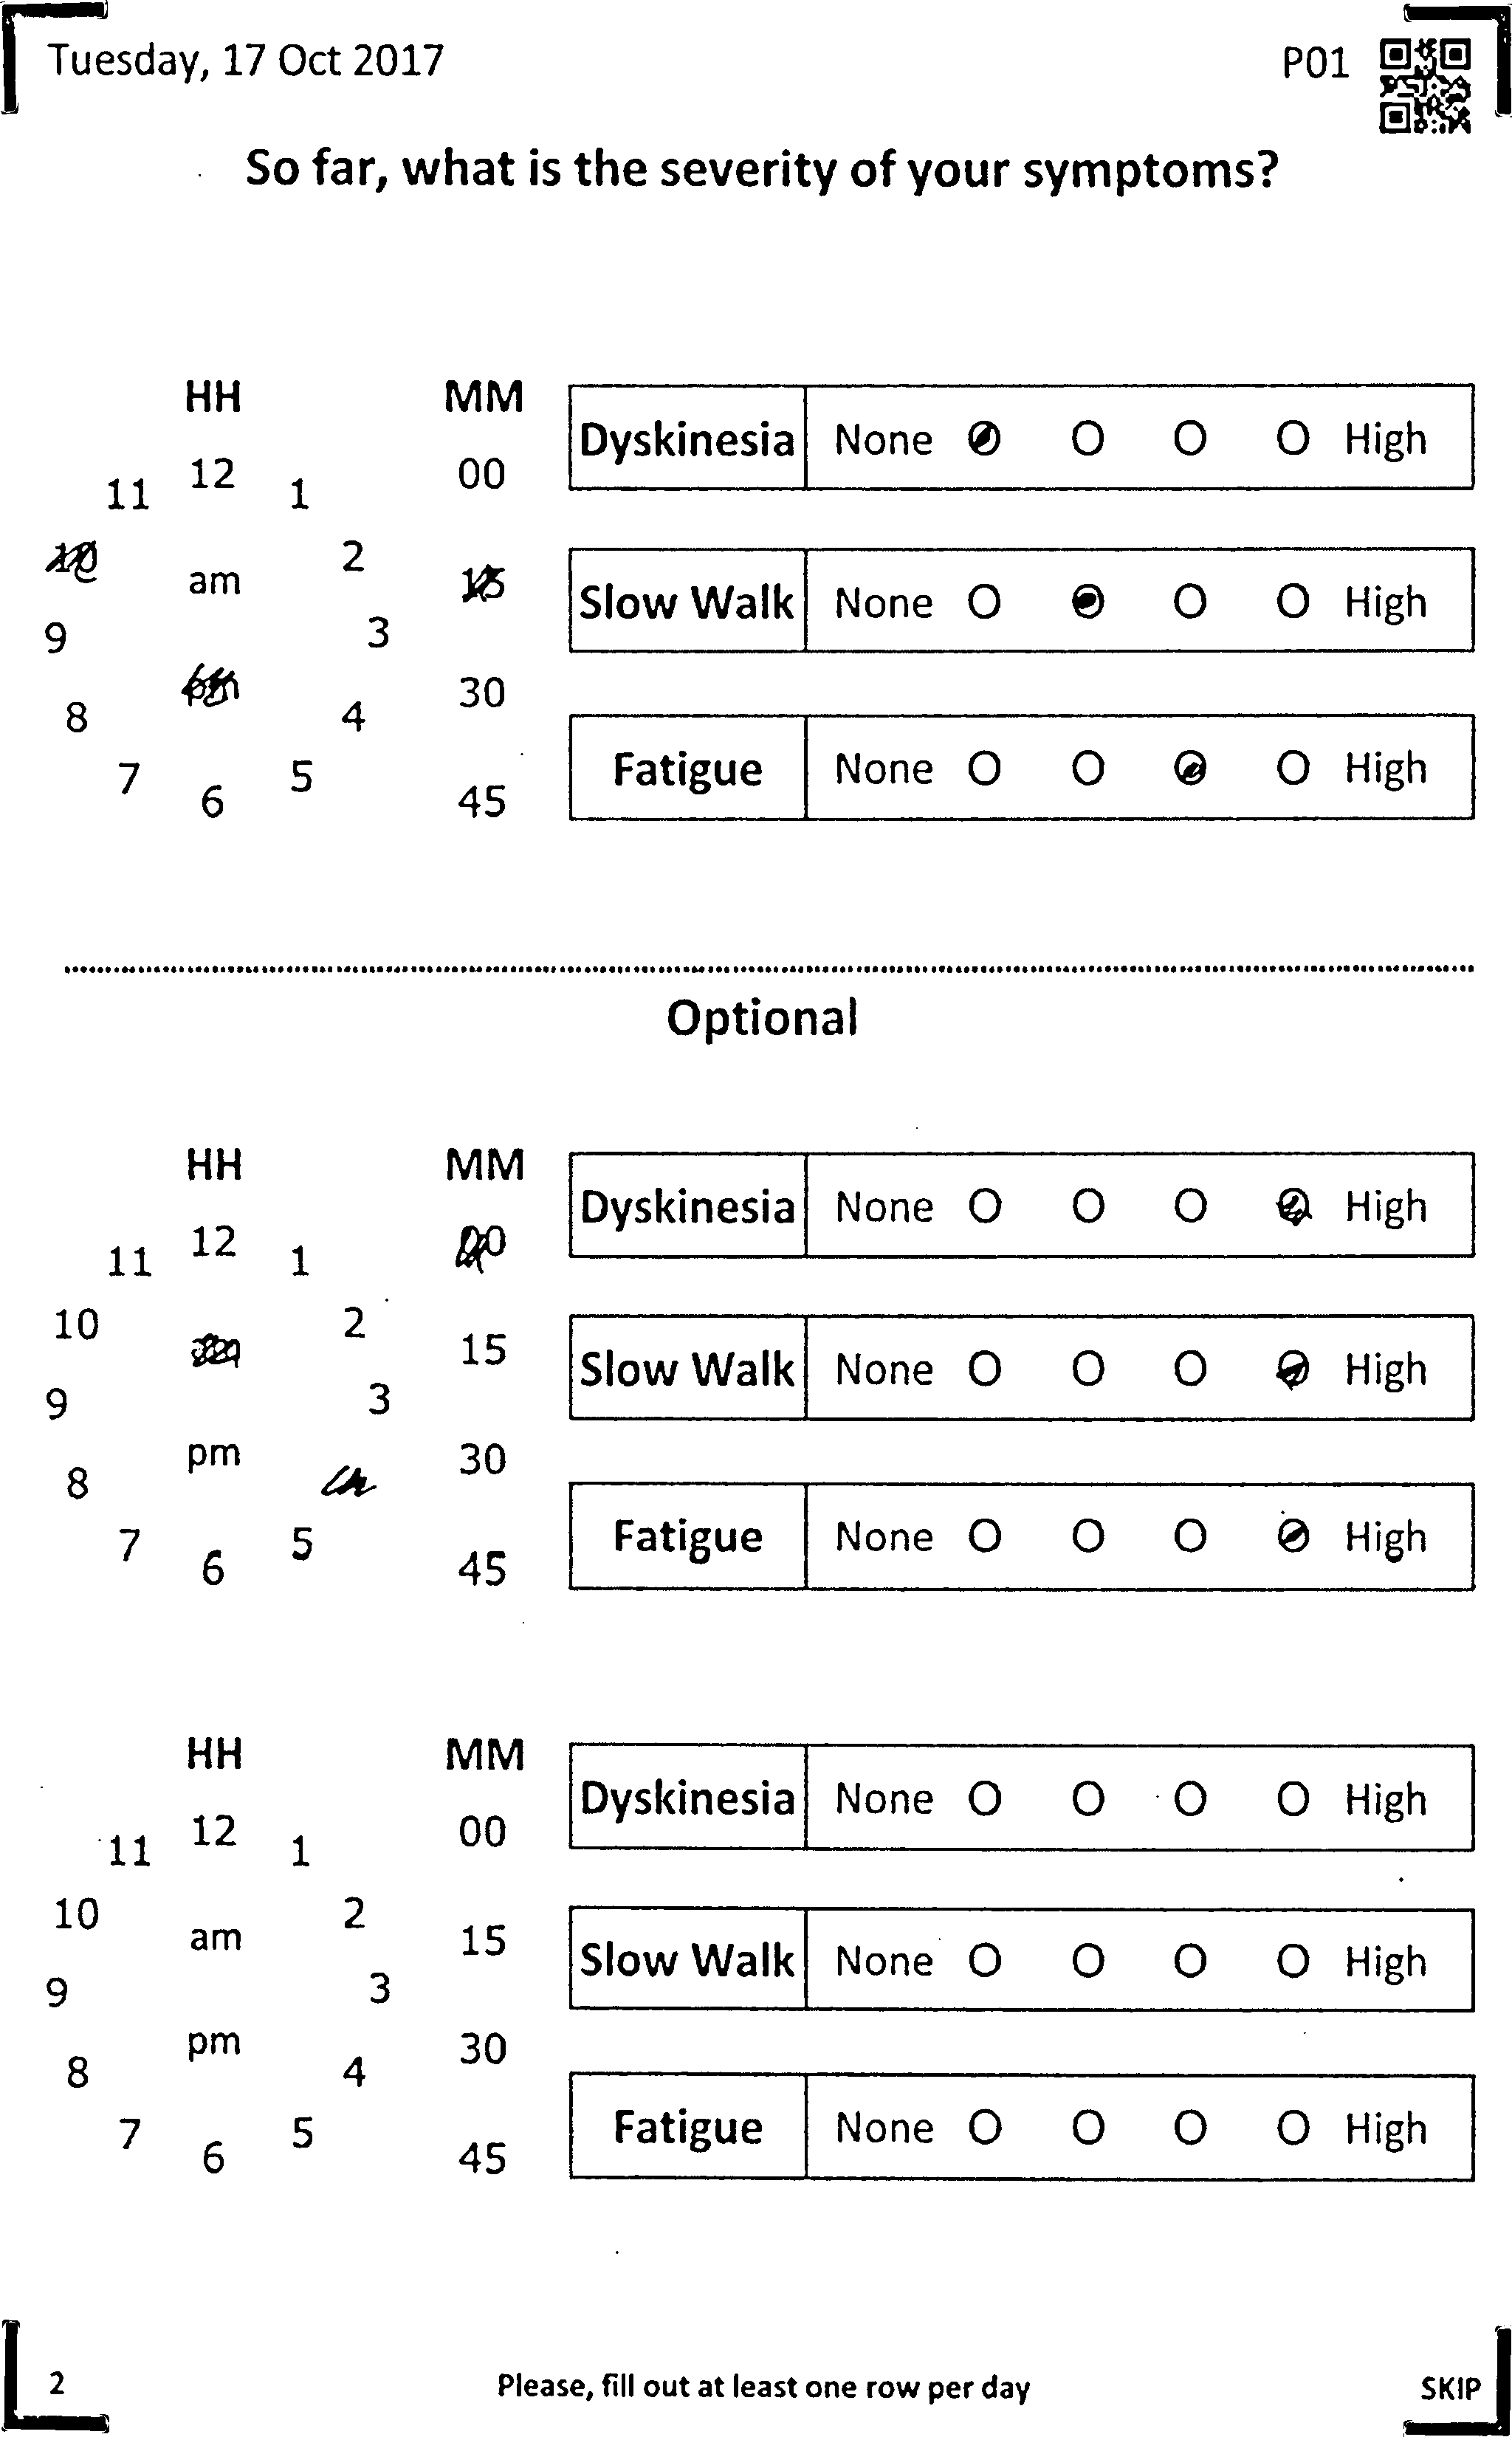 Tuesday, 17 Oct 2017 P01
So far, what is the severity of your symptoms?
HH MM
12 00
11 1
10 2
am 15
9 3
pm 30
8 4
7 5
6 45
Dyskinesia None O O O O High
Slow Walk None O O O O High
Fatigue None O O O O High
Optional
HH MM
12 00
11 1
10 2
am 15
9 3
pm 30
8
7 5
6 45
Dyskinesia None O O O O High
Slow Walk None O O O O High
Fatigue None O O O O High
HH MM
12 00
11 1
10 2
am 15
9 3
pm 30
8 4
7 5
6 45
Dyskinesia None O O O O High
Slow Walk None O O O O High
Fatigue None O O O O High
2 Please, fill out at least one row per day SKIP